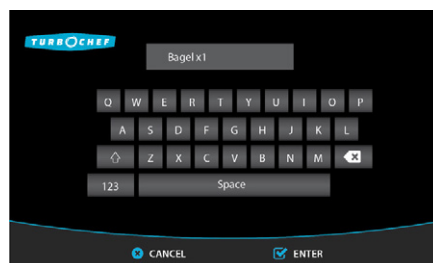 TURBOCHEF
Bagel x1
Q W E R T Y U I O P
A S D F G H J K L
Z X C V B N M
123 Space
CANCEL ENTER